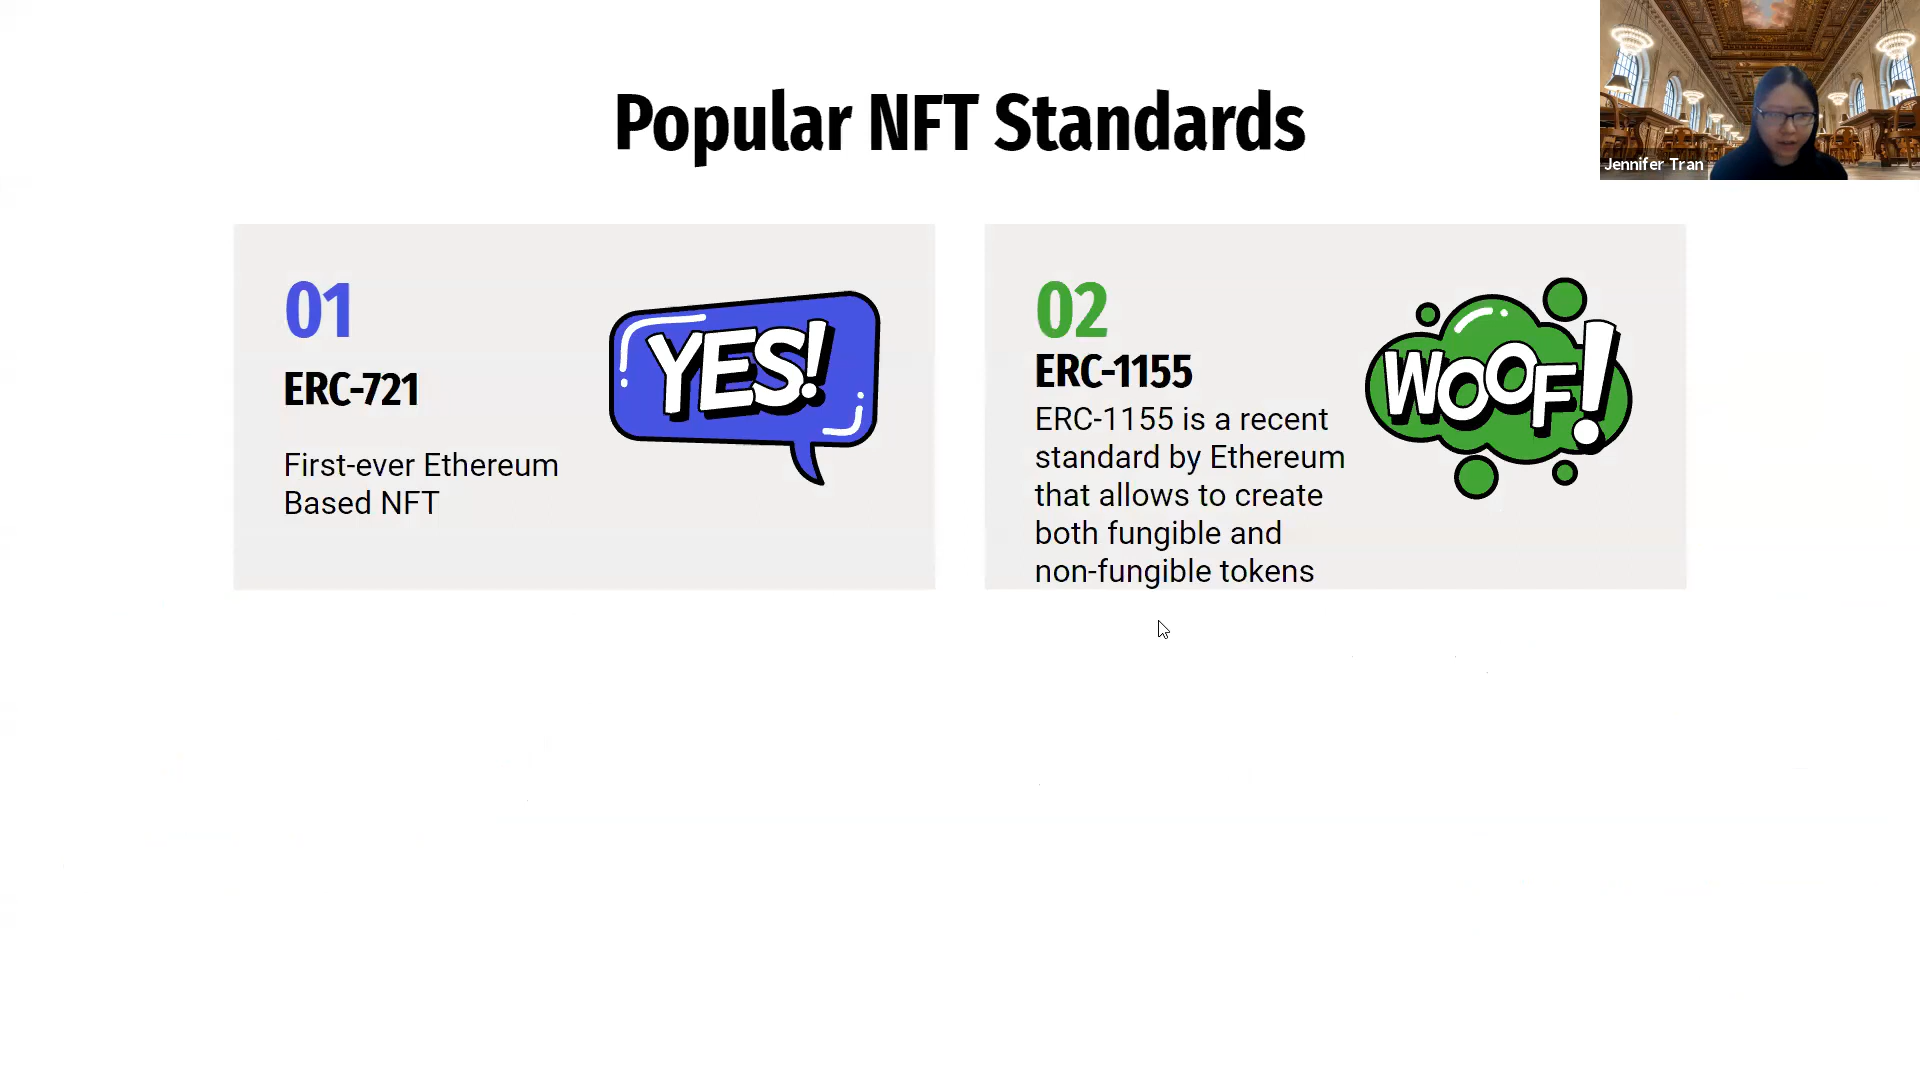 Popular NFT Standards
Jennifer Tran
01
ERC-721
First-ever Ethereum
Based NFT
YES!
02
ERC-1155
ERC-1155 is a recent
standard by Ethereum
that allows to create
both fungible and
non-fungible tokens
WOOF!